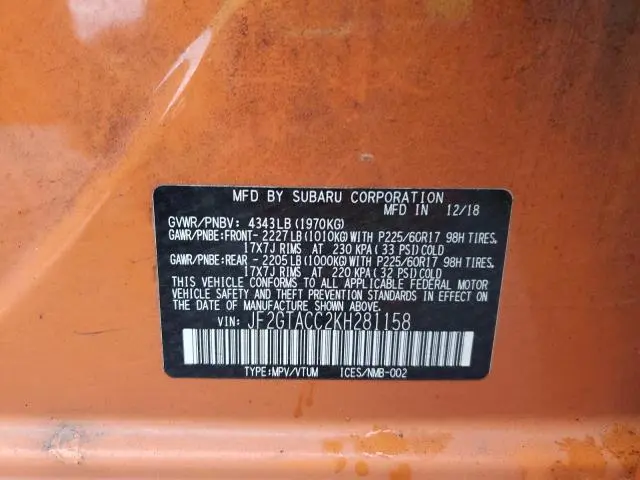 MFD BY SUBARU CORPORATION
MFD IN 12/18
GVWR/PNBV: 4343LB(1970KG)
GAWR/PNBE:FRONT- 2227LB(1010KG)WITH P225/60R17 98H TIRES,
17X7J RIMS AT 230 KPA( 33 PSI)COLD
GAWR/PNBE:REAR - 2205LB(1000KG)WITH P225/60R17 98H TIRES,
17X7J RIMS AT 220 KPA( 32 PSI)COLD
THIS VEHICLE CONFORMS TO ALL APPLICABLE FEDERAL MOTOR
VEHICLE SAFETY, BUMPER, AND THEFT PREVENTION
STANDARDS IN EFFECT ON
THE DATE OF MANUFACTURE SHOWN ABOVE.
VIN: JF2GTACC2KH281158
TYPE:MPV/VTUM ICES/NMB-002